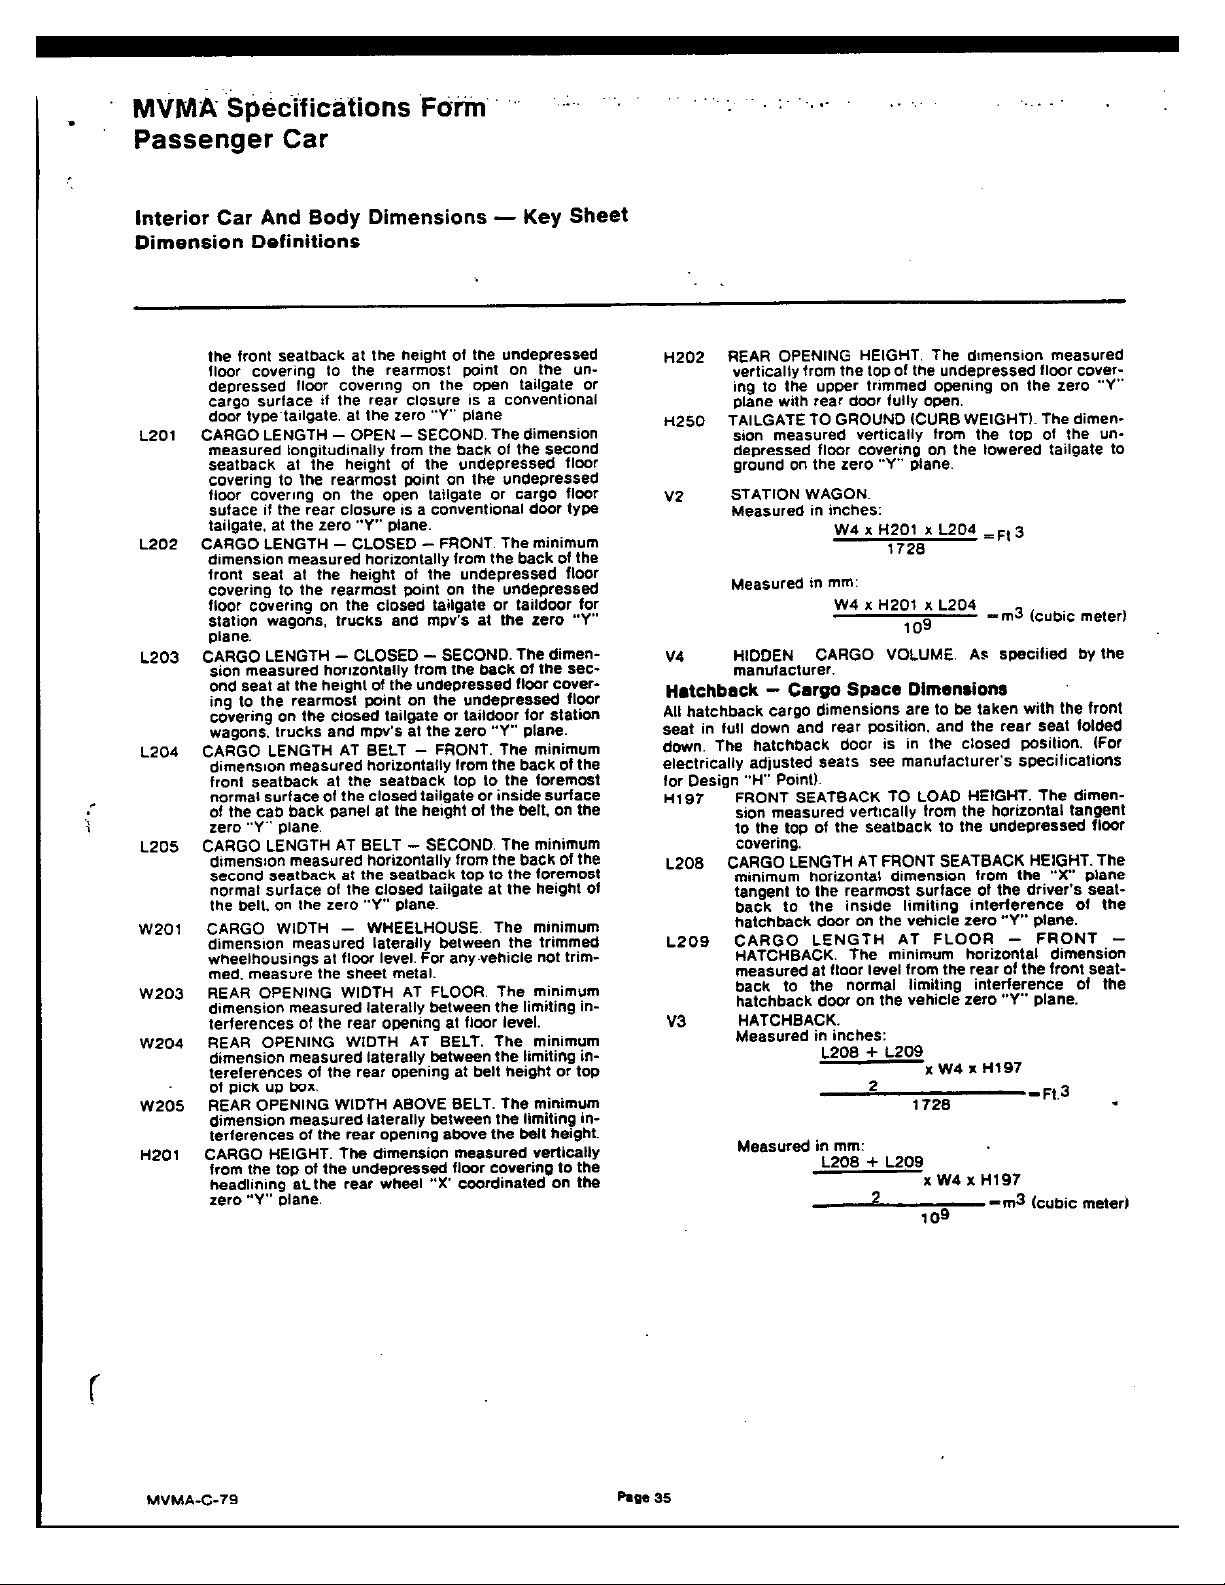 MVMA Specifications Form
Passenger Car
Interior Car And Body Dimensions — Key Sheet
Dimension Definitions
the front seatback at the height of the undepressed
floor covering to the rearmost point on the un-
depressed floor covering on the open tailgate or
cargo surface if the rear closure is a conventional
door type tailgate, at the zero "Y" plane
L201 CARGO LENGTH — OPEN — SECOND. The dimension
measured longitudinally from the back of the second
seatback at the height of the undepressed floor
covering to the rearmost point on the undepressed
floor covering on the open tailgate or cargo floor
suface if the rear closure is a conventional door type
tailgate, at the zero "Y" plane.
L202 CARGO LENGTH — CLOSED — FRONT. The minimum
dimension measured horizontally from the back of the
front seat at the height of the undepressed floor
covering to the rearmost point on the undepressed
floor covering on the closed tailgate or taildoor for
station wagons, trucks and mpv's at the zero "Y"
plane.
L203 CARGO LENGTH — CLOSED — SECOND. The dimen-
sion measured horizontally from the back of the sec-
ond seat at the height of the undepressed floor cover-
ing to the rearmost point on the undepressed floor
covering on the closed tailgate or taildoor for station
wagons, trucks and mpv's at the zero "Y" plane.
L204 CARGO LENGTH AT BELT — FRONT. The minimum
dimension measured horizontally from the back of the
front seatback at the seatback top to the foremost
normal surface of the closed tailgate or inside surface
of the cab back panel at the height of the belt, on the
zero "Y" plane.
L205 CARGO LENGTH AT BELT — SECOND. The minimum
dimension measured horizontally from the back of the
second seatback at the seatback top to the foremost
normal surface of the closed tailgate at the height of
the belt, on the zero "Y" plane.
W201 CARGO WIDTH — WHEELHOUSE. The minimum
dimension measured laterally between the trimmed
wheelhousings at floor level. For any vehicle not trim-
med, measure the sheet metal.
W203 REAR OPENING WIDTH AT FLOOR. The minimum
dimension measured laterally between the limiting in-
terferences of the rear opening at floor level.
W204 REAR OPENING WIDTH AT BELT. The minimum
dimension measured laterally between the limiting in-
tereferences of the rear opening at belt height or top
of pick up box.
W205 REAR OPENING WIDTH ABOVE BELT. The minimum
dimension measured laterally between the limiting in-
terferences of the rear opening above the belt height.
H201 CARGO HEIGHT. The dimension measured vertically
from the top of the undepressed floor covering to the
headlining at the rear wheel "X' coordinated on the
zero "Y" plane.
H202 REAR OPENING HEIGHT. The dimension measured
vertically from the top of the undepressed floor cover-
ing to the upper trimmed opening on the zero "Y"
plane with rear door fully open.
H250 TAILGATE TO GROUND (CURB WEIGHT). The dimen-
sion measured vertically from the top of the un-
depressed floor covering on the lowered tailgate to
ground on the zero "Y" plane.
V2 STATION WAGON.
Measured in inches:
W4 x H201 x L204 = Ft 3
1728
Measured in mm:
W4 x H201 x L204 = m³ (cubic meter)
10⁹
V4 HIDDEN CARGO VOLUME. As specified by the
manufacturer.
Hatchback — Cargo Space Dimensions
All hatchback cargo dimensions are to be taken with the front
seat in full down and rear position, and the rear seat folded
down. The hatchback door is in the closed position. (For
electrically adjusted seats see manufacturer's specifications
for Design "H" Point).
H197 FRONT SEATBACK TO LOAD HEIGHT. The dimen-
sion measured vertically from the horizontal tangent
to the top of the seatback to the undepressed floor
covering.
L208 CARGO LENGTH AT FRONT SEATBACK HEIGHT. The
minimum horizontal dimension from the "X" plane
tangent to the rearmost surface of the driver's seat-
back to the inside limiting interference of the
hatchback door on the vehicle zero "Y" plane.
L209 CARGO LENGTH AT FLOOR — FRONT —
HATCHBACK. The minimum horizontal dimension
measured at floor level from the rear of the front seat-
back to the normal limiting interference of the
hatchback door on the vehicle zero "Y" plane.
V3 HATCHBACK.
Measured in inches:
L208 + L209
x W4 x H197
2
= Ft.³
1728
Measured in mm:
L208 + L209
x W4 x H197
2
= m³ (cubic meter)
10⁹
MVMA-C-79
Page 35